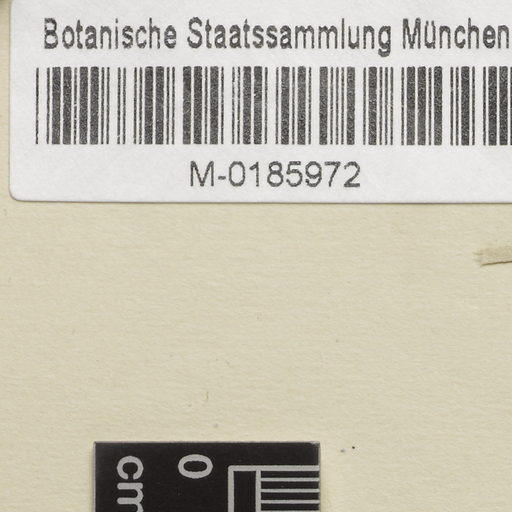 Botanische Staatssammlung München
M-0185972
0
cm